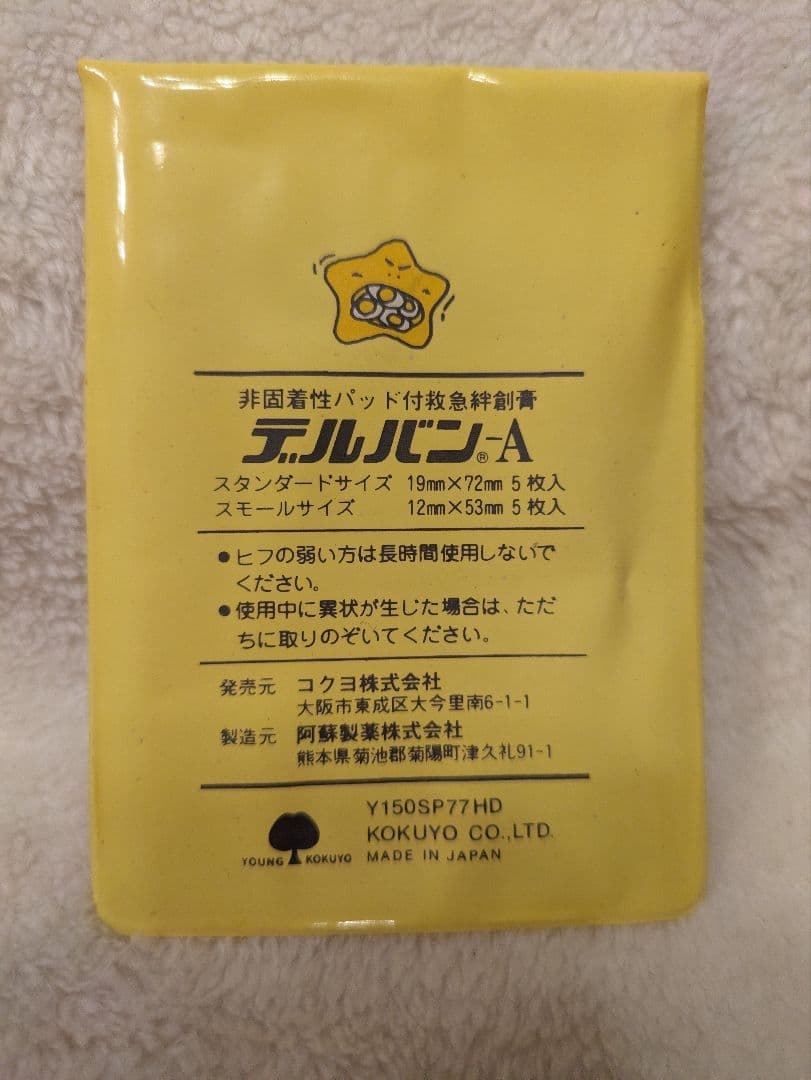 非固着性パッド付救急絆創膏
デルバン®-A
スタンダードサイズ 19mm×72mm 5枚入
スモールサイズ 12mm×53mm 5枚入
●ヒフの弱い方は長時間使用しないで
ください。
●使用中に異状が生じた場合は、ただ
ちに取りのぞいてください。
発売元 コクヨ株式会社
大阪市東成区大今里南6-1-1
製造元 阿蘇製薬株式会社
熊本県菊池郡菊陽町津久礼91-1
Y150SP77HD
KOKUYO CO.,LTD.
YOUNG KOKUYO MADE IN JAPAN